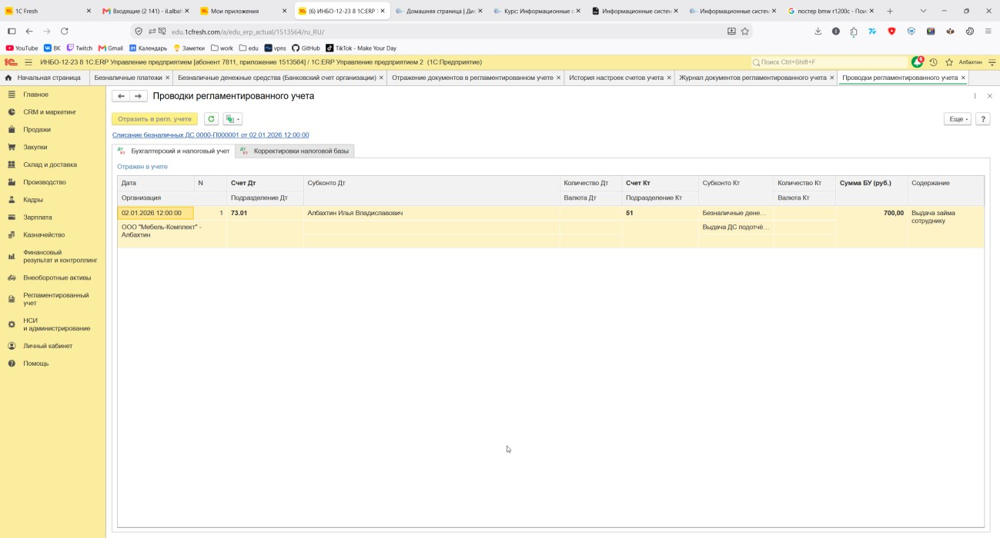 1C Fresh
Входящие (2 141) - il.albah
Мои приложения
(6) ИНБО-12-23 8 1С:ERP
Домашняя страница | Ди
Курс: Информационные с
Информационные систем
Информационные систем
постер bmw r1200c - Пои
edu.1cfresh.com/a/edu_erp_actual/1513564/ru_RU/
YouTube ВК Twitch Gmail Календарь Заметки work edu vpns GitHub TikTok - Make Your Day
ИНБО-12-23 8 1С:ERP Управление предприятием [абонент 7811, приложение 1513564] / 1С:ERP Управление предприятием 2 (1С:Предприятие)
Поиск Ctrl+Shift+F
6
Албахтин
Начальная страница
Безналичные платежи
Безналичные денежные средства (Банковский счет организации)
Отражение документов в регламентированном учете
История настроек счетов учета
Журнал документов регламентированного учета
Проводки регламентированного учета
Главное
CRM и маркетинг
Продажи
Закупки
Склад и доставка
Производство
Кадры
Зарплата
Казначейство
Финансовый
результат и контроллинг
Внеоборотные активы
Регламентированный
учет
НСИ
и администрирование
Личный кабинет
Помощь
Проводки регламентированного учета
Отразить в регл. учете
Еще
?
Списание безналичных ДС 0000-П000001 от 02.01.2026 12:00:00
Бухгалтерский и налоговый учет
Корректировки налоговой базы
Отражен в учете
Дата N Счет Дт Субконто Дт Количество Дт Счет Кт Субконто Кт Количество Кт Сумма БУ (руб.) Содержание
Организация Подразделение Дт Валюта Дт Подразделение Кт Валюта Кт
02.01.2026 12:00:00 1 73.01 Албахтин Илья Владиславович 51 Безналичные дене... 700,00 Выдача займа
сотруднику
ООО "Мебель-Комплект" - Выдача ДС подотчё...
Албахтин